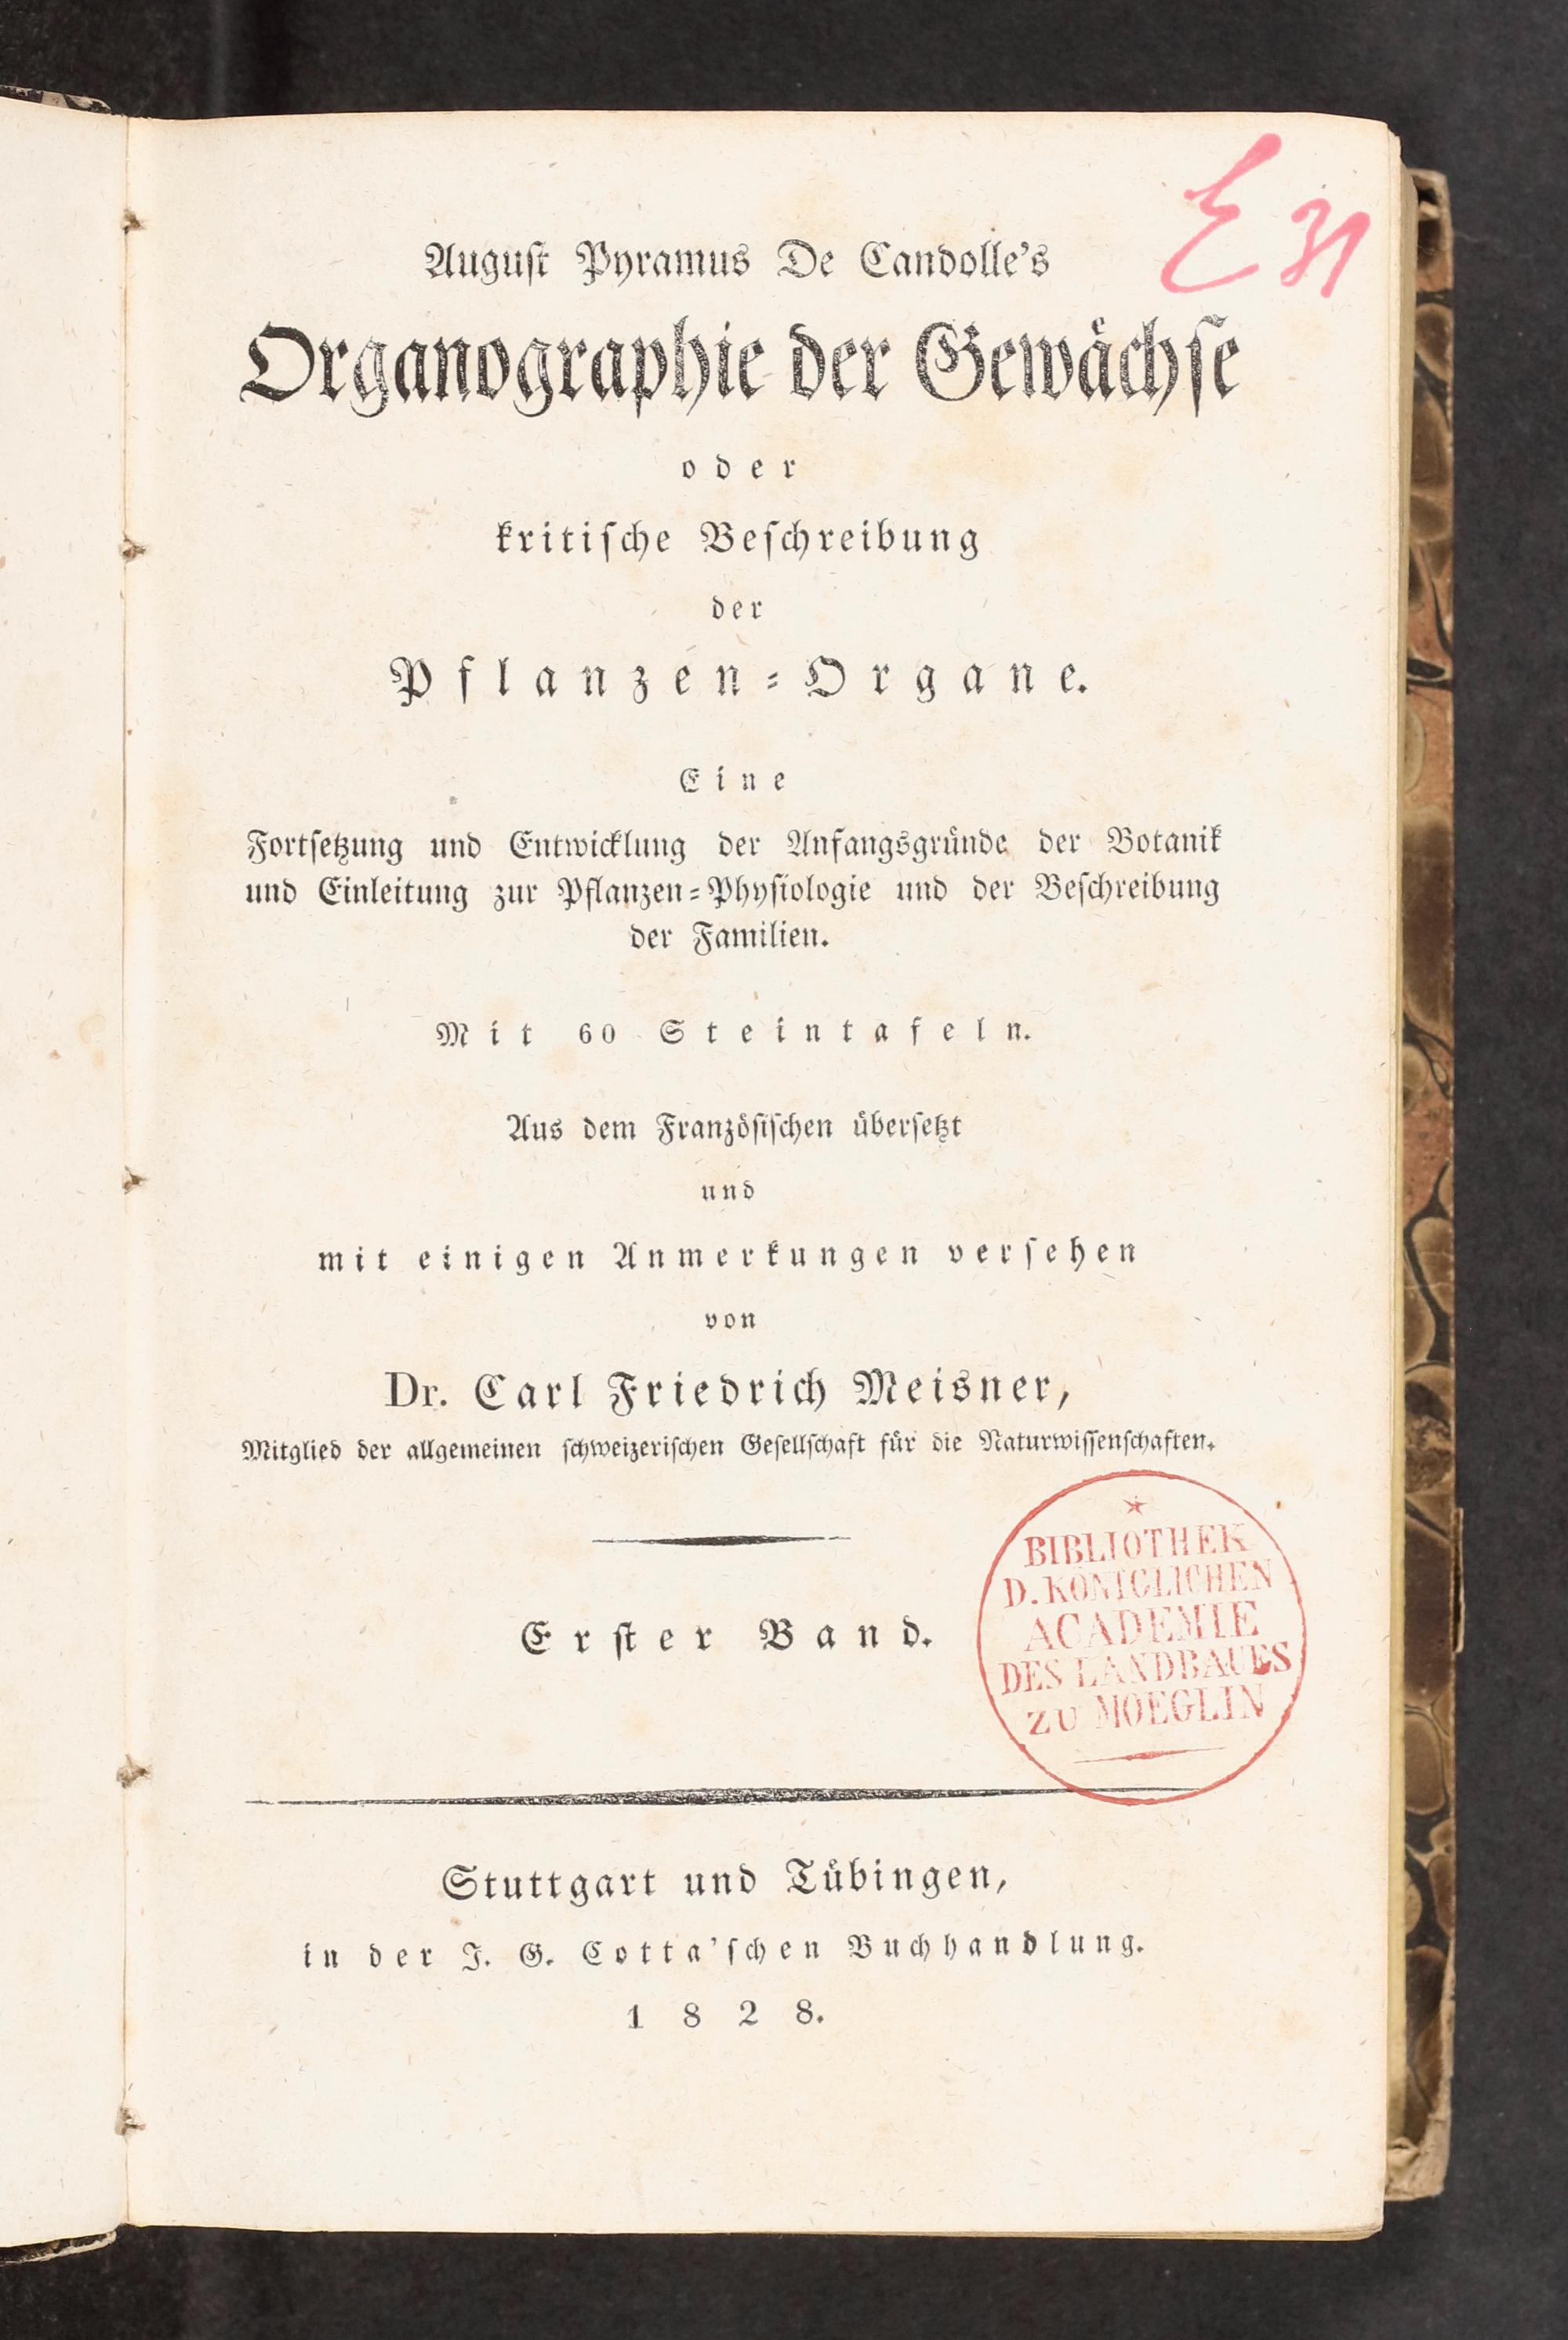 E 31
August Pyramus De Candolle's
Organographie der Gewächse
oder
kritische Beschreibung
der
Pflanzen-Organe.
Eine
Fortsetzung und Entwicklung der Anfangsgründe der Botanik
und Einleitung zur Pflanzen-Physiologie und der Beschreibung
der Familien.
Mit 60 Steintafeln.
Aus dem Französischen übersetzt
und
mit einigen Anmerkungen versehen
von
Dr. Carl Friedrich Meisner,
Mitglied der allgemeinen schweizerischen Gesellschaft für die Naturwissenschaften.
Erster Band.
BIBLIOTHEK
D. KÖNIGLICHEN
ACADEMIE
DES LANDBAUES
ZU MOEGLIN
Stuttgart und Tübingen,
in der J. G. Cotta'schen Buchhandlung.
1828.